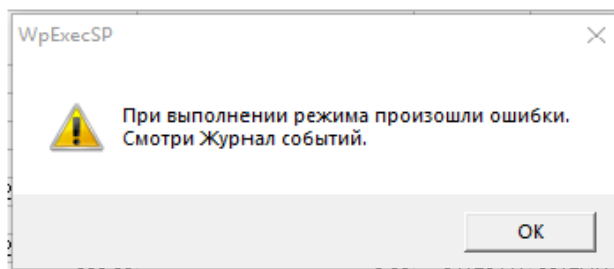 WpExecSP
При выполнении режима произошли ошибки.
Смотри Журнал событий.
OK